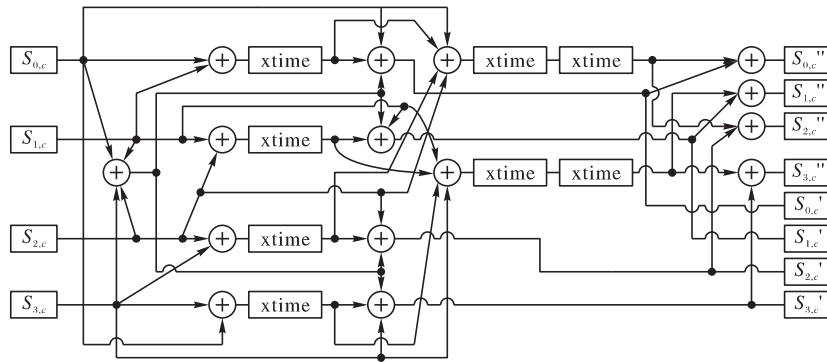 S0,c
xtime
xtime
xtime
S0,c''
S1,c''
S1,c
xtime
S2,c''
xtime
xtime
S3,c''
S0,c'
S2,c
xtime
S1,c'
S2,c'
S3,c
xtime
S3,c'